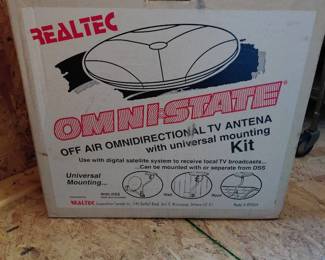 REALTEC
OMNI-STATE
OFF AIR OMNIDIRECTIONAL TV ANTENA
with universal mounting
Kit
Use with digital satellite system to receive local TV broadcasts...
Can be mounted with or seperate from DSS
Universal
Mounting...
REALTEC